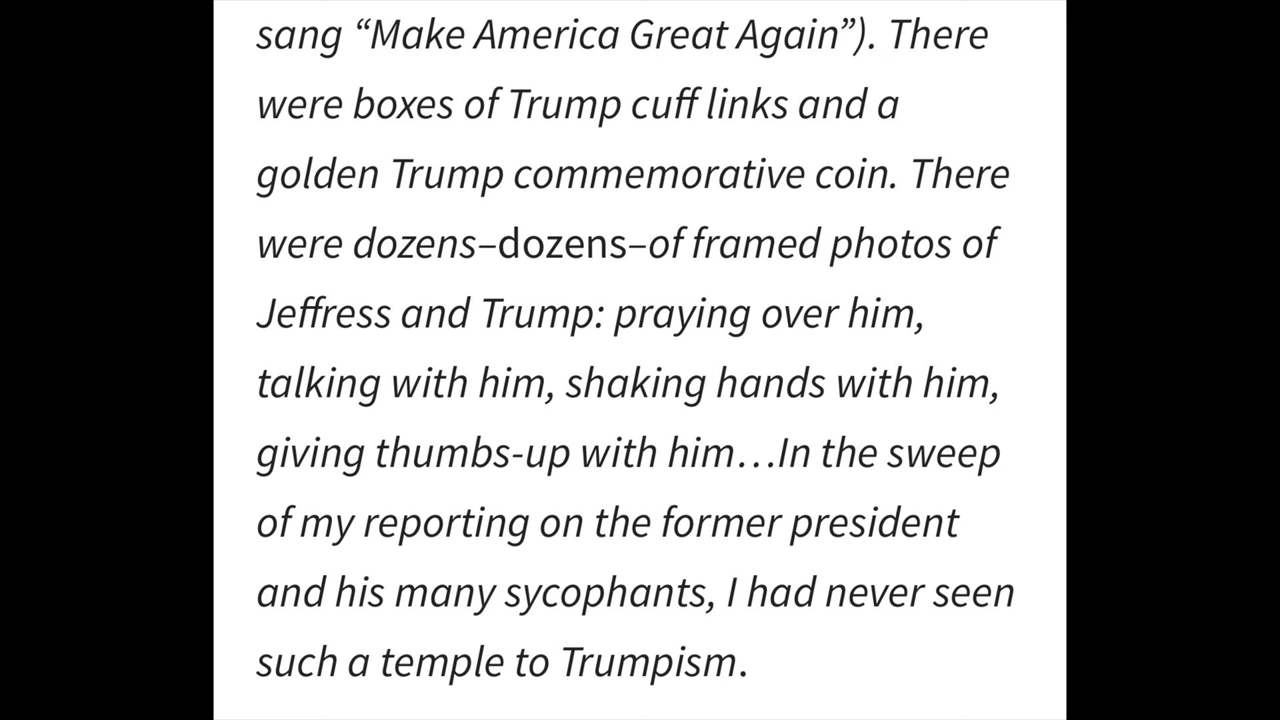 sang “Make America Great Again”). There
were boxes of Trump cuff links and a
golden Trump commemorative coin. There
were dozens–dozens–of framed photos of
Jeffress and Trump: praying over him,
talking with him, shaking hands with him,
giving thumbs-up with him…In the sweep
of my reporting on the former president
and his many sycophants, I had never seen
such a temple to Trumpism.